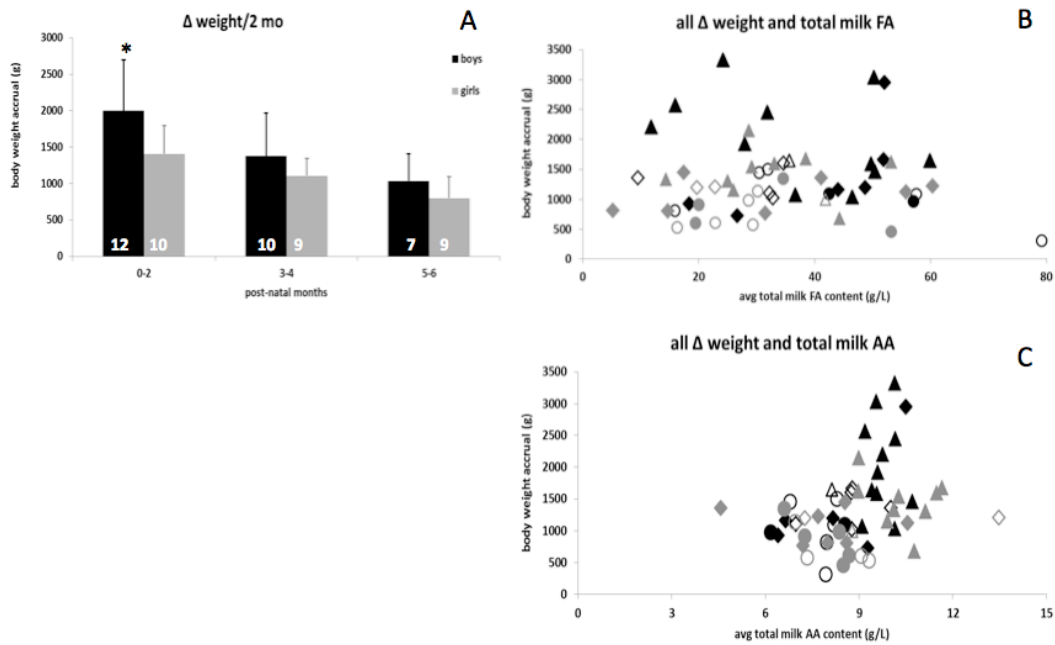 Δ weight/2 mo
A
body weight accrual (g)
3000
2500
2000
1500
1000
500
0
*
boys
girls
12 10 10 9 7 9
0-2 3-4 5-6
post-natal months
all Δ weight and total milk FA
B
body weight accrual (g)
3500
3000
2500
2000
1500
1000
500
0
0 20 40 60 80
avg total milk FA content (g/L)
all Δ weight and total milk AA
C
body weight accrual (g)
3500
3000
2500
2000
1500
1000
500
0
0 3 6 9 12 15
avg total milk AA content (g/L)